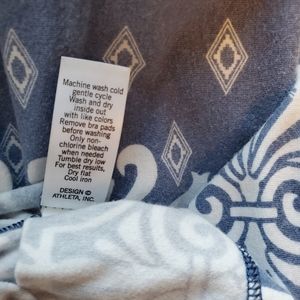 Machine wash cold
gentle cycle
Wash and dry
inside out
with like colors
Remove bra pads
before washing
Only non-
chlorine bleach
when needed
Tumble dry low
For best results,
Dry flat
Cool iron
DESIGN ©
ATHLETA, INC.